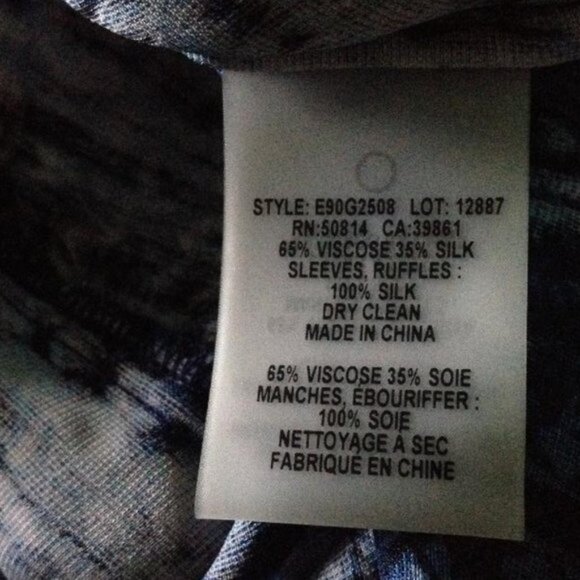 STYLE: E90G2508 LOT: 12887
RN:50814 CA:39861
65% VISCOSE 35% SILK
SLEEVES, RUFFLES :
100% SILK
DRY CLEAN
MADE IN CHINA
65% VISCOSE 35% SOIE
MANCHES, ÉBOURIFFER :
100% SOIE
NETTOYAGE À SEC
FABRIQUÉ EN CHINE